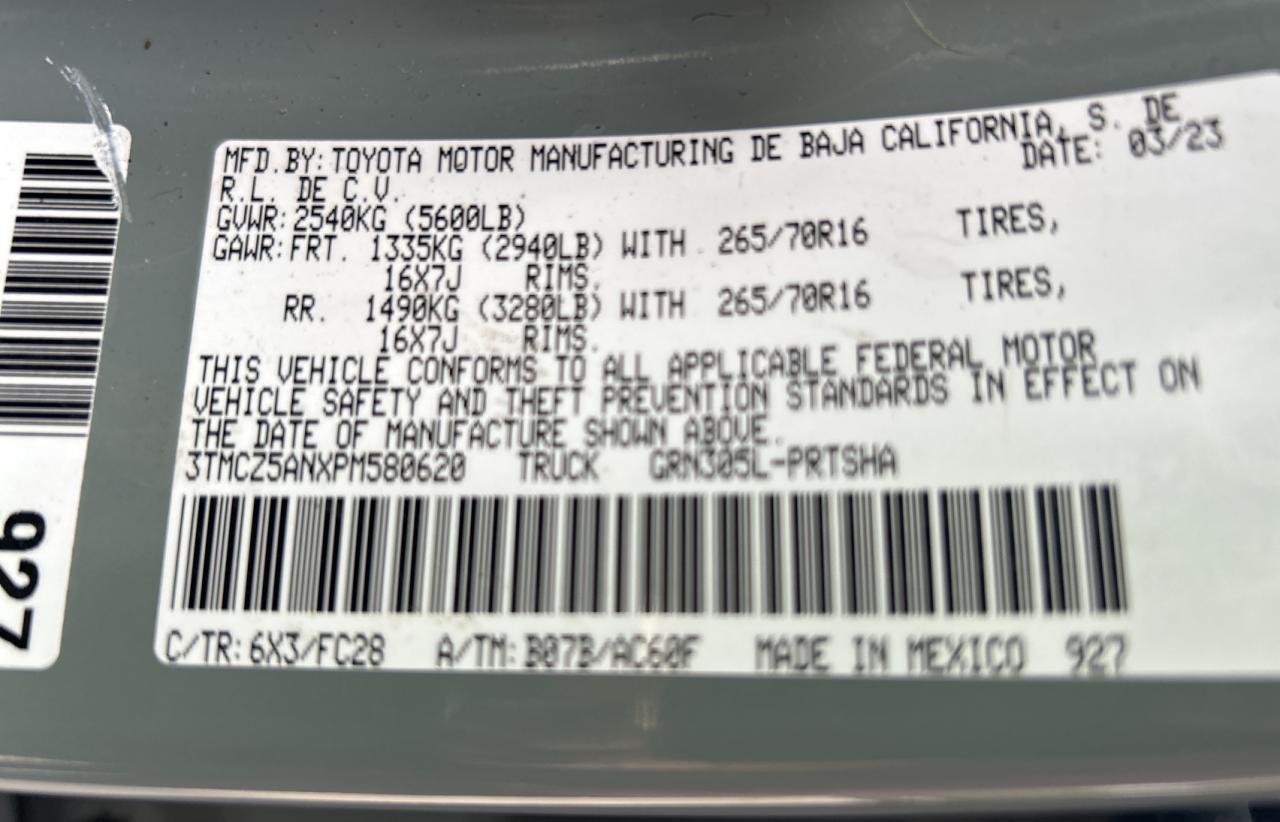 MFD.BY: TOYOTA MOTOR MANUFACTURING DE BAJA CALIFORNIA, S. DE
R.L. DE C.V. DATE: 03/23
GVWR: 2540KG (5600LB)
GAWR: FRT. 1335KG (2940LB) WITH 265/70R16 TIRES,
16X7J RIMS.
RR. 1490KG (3280LB) WITH 265/70R16 TIRES,
16X7J RIMS.
THIS VEHICLE CONFORMS TO ALL APPLICABLE FEDERAL MOTOR
VEHICLE SAFETY AND THEFT PREVENTION STANDARDS IN EFFECT ON
THE DATE OF MANUFACTURE SHOWN ABOVE.
3TMCZ5ANXPM580620 TRUCK GRN305L-PRTSHA
C/TR: 6X3/FC28 A/TM: B07B/AC60F MADE IN MEXICO 927
927